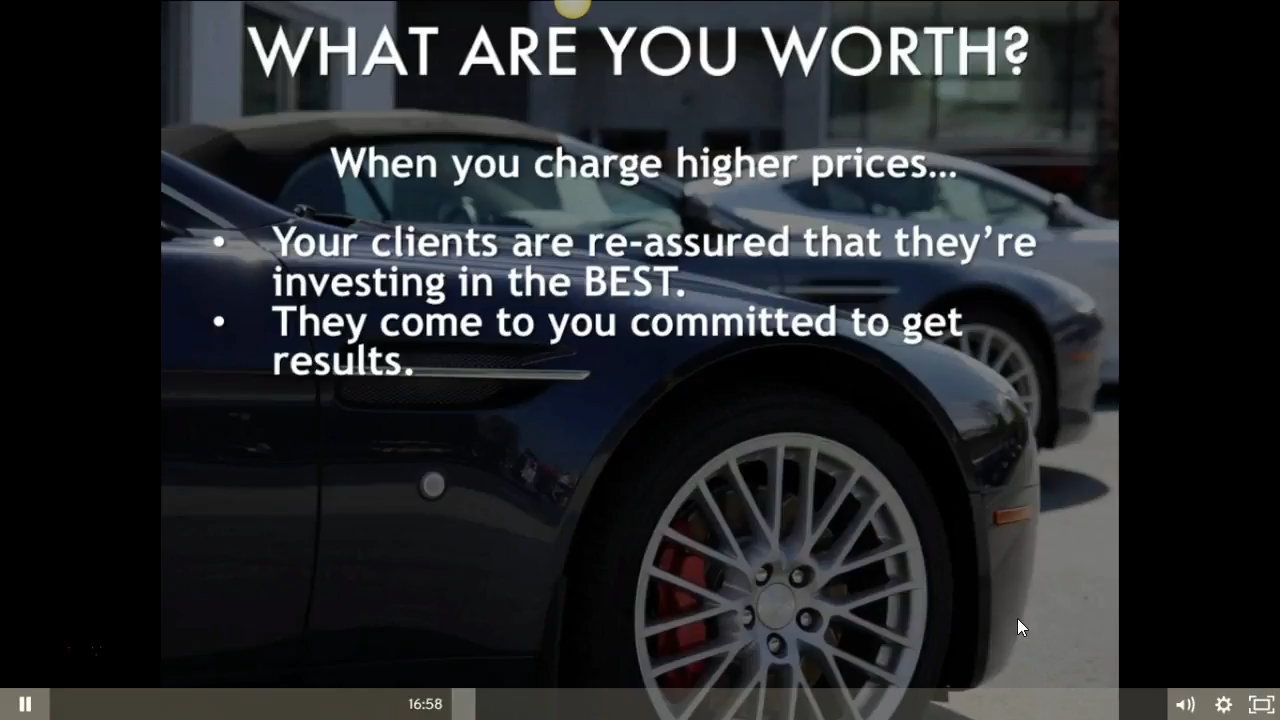 WHAT ARE YOU WORTH?
When you charge higher prices...
• Your clients are re-assured that they're
investing in the BEST.
• They come to you committed to get
results.
16:58